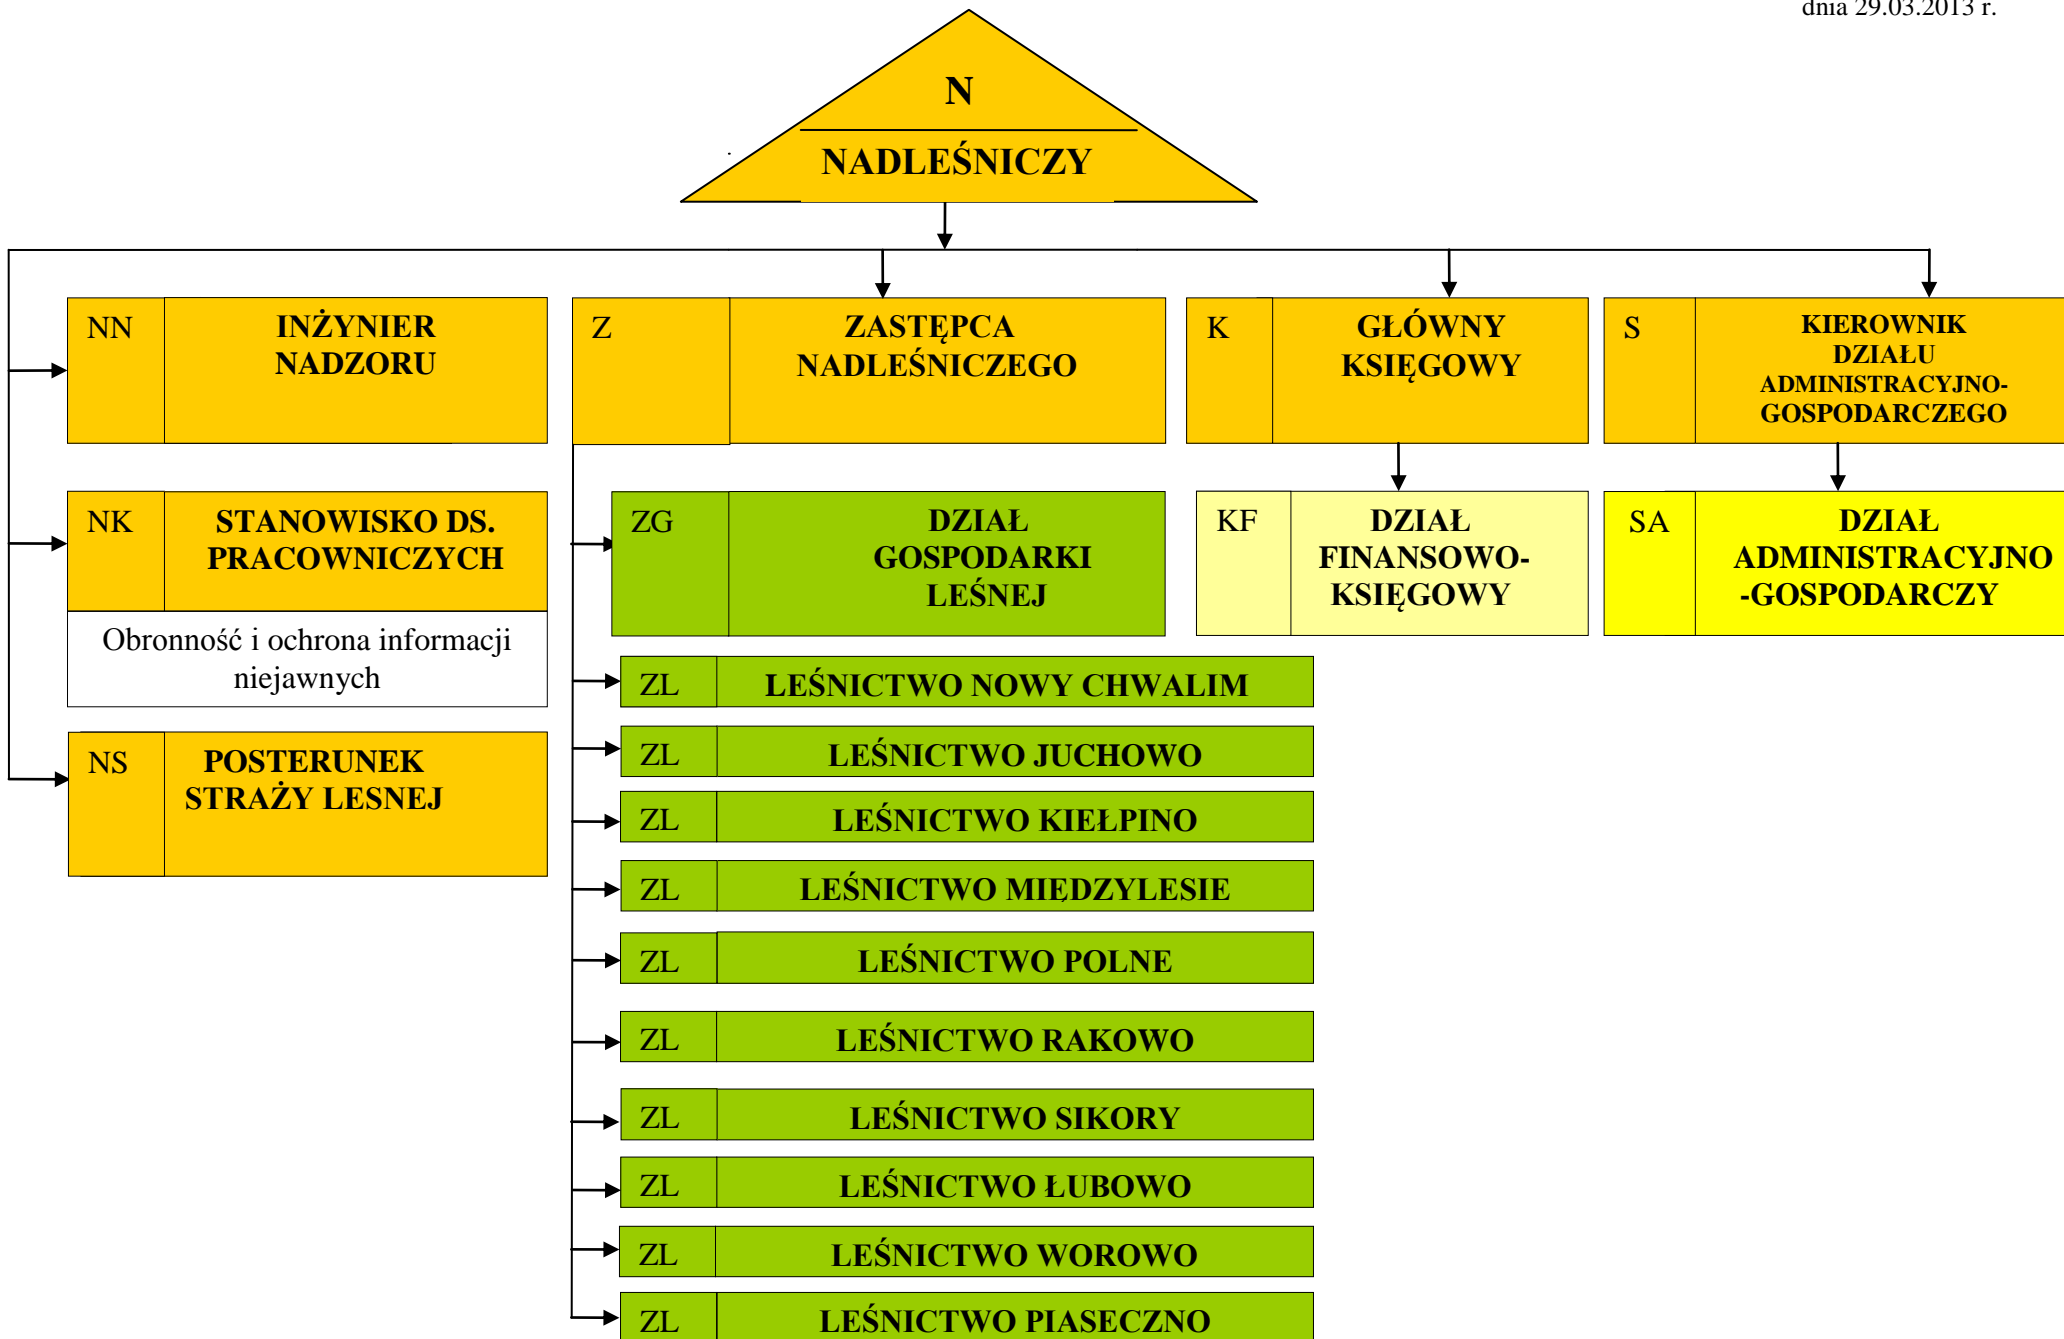 dnia 29.03.2013 r.
N
NADLEŚNICZY
NN
INŻYNIER
NADZORU
Z
ZASTĘPCA
NADLEŚNICZEGO
K
GŁÓWNY
KSIĘGOWY
S
KIEROWNIK
DZIAŁU
ADMINISTRACYJNO-
GOSPODARCZEGO
NK
STANOWISKO DS.
PRACOWNICZYCH
Obronność i ochrona informacji
niejawnych
NS
POSTERUNEK
STRAŻY LESNEJ
ZG
DZIAŁ
GOSPODARKI
LEŚNEJ
KF
DZIAŁ
FINANSOWO-
KSIĘGOWY
SA
DZIAŁ
ADMINISTRACYJNO
-GOSPODARCZY
ZL LEŚNICTWO NOWY CHWALIM
ZL LEŚNICTWO JUCHOWO
ZL LEŚNICTWO KIEŁPINO
ZL LEŚNICTWO MIĘDZYLESIE
ZL LEŚNICTWO POLNE
ZL LEŚNICTWO RAKOWO
ZL LEŚNICTWO SIKORY
ZL LEŚNICTWO ŁUBOWO
ZL LEŚNICTWO WOROWO
ZL LEŚNICTWO PIASECZNO